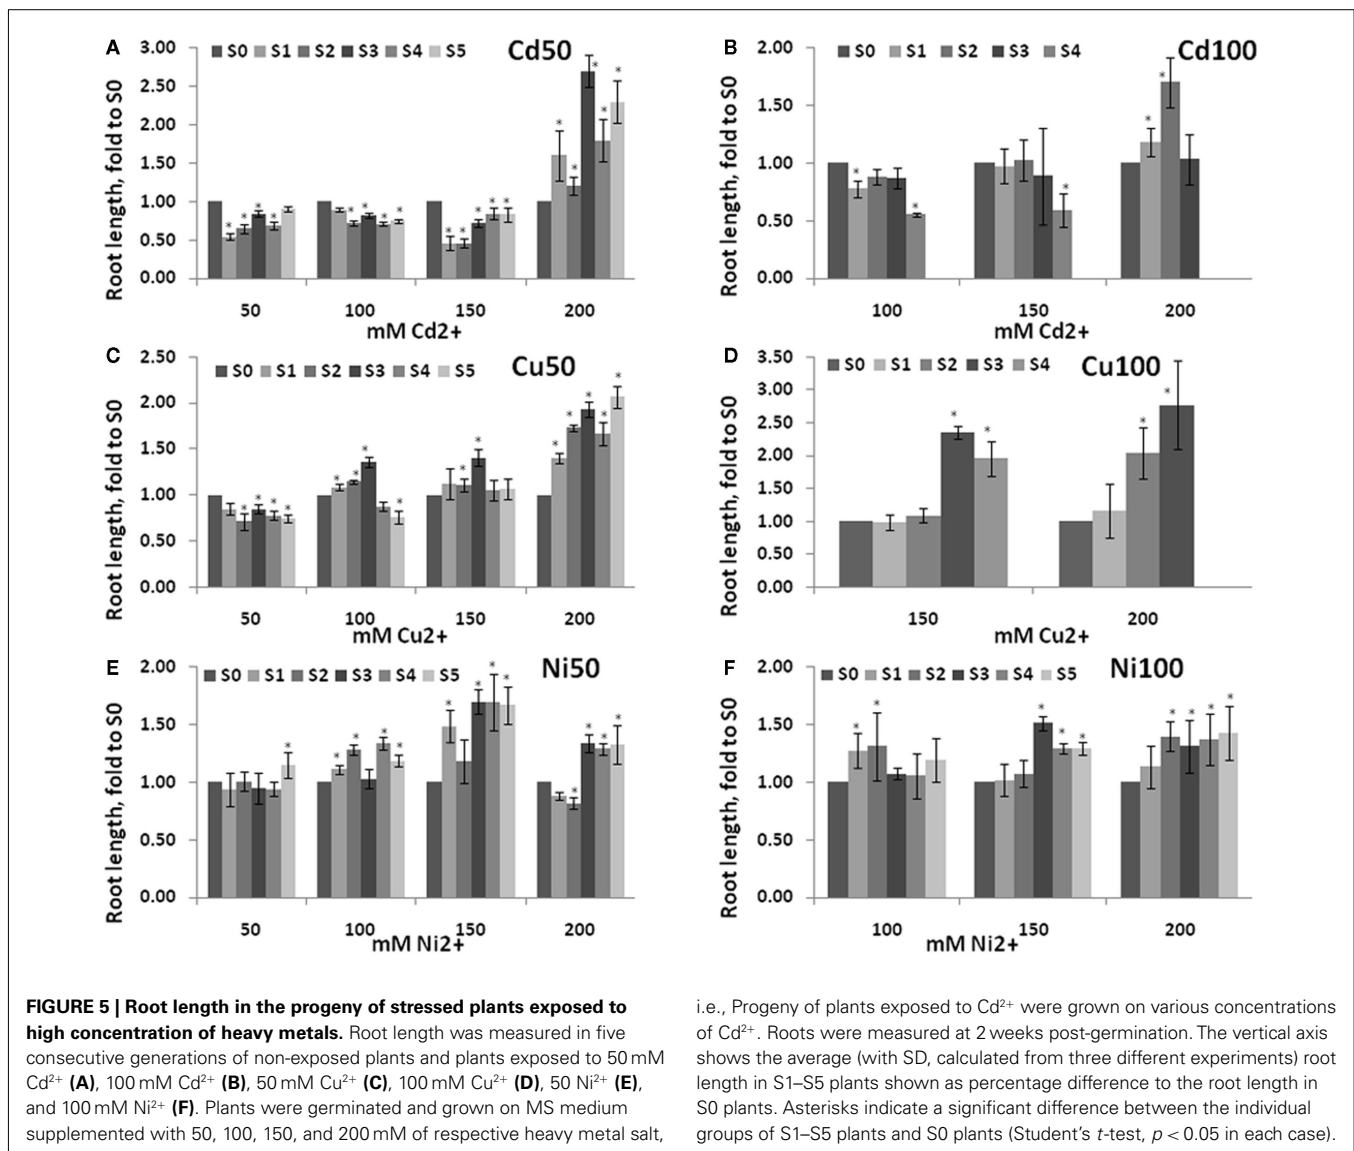 A
3.00
2.50
2.00
1.50
1.00
0.50
0.00
Root length, fold to S0
S0 S1 S2 S3 S4 S5
Cd50
* * * * * * * * * * * * * * * * * *
50 100 150 200
mM Cd2+
B
2.00
1.50
1.00
0.50
0.00
Root length, fold to S0
S0 S1 S2 S3 S4
Cd100
* * * * *
100 150 200
mM Cd2+
C
2.50
2.00
1.50
1.00
0.50
0.00
Root length, fold to S0
S0 S1 S2 S3 S4 S5
Cu50
* * * * * * * * * * * * * * *
50 100 150 200
mM Cu2+
D
3.50
3.00
2.50
2.00
1.50
1.00
0.50
0.00
Root length, fold to S0
S0 S1 S2 S3 S4
Cu100
* * * *
150 200
mM Cu2+
E
2.00
1.50
1.00
0.50
0.00
Root length, fold to S0
S0 S1 S2 S3 S4 S5
Ni50
* * * * * * * * * * * * *
50 100 150 200
mM Ni2+
F
2.00
1.50
1.00
0.50
0.00
Root length, fold to S0
S0 S1 S2 S3 S4 S5
Ni100
* * * * * * * * *
100 150 200
mM Ni2+
FIGURE 5 | Root length in the progeny of stressed plants exposed to
high concentration of heavy metals. Root length was measured in five
consecutive generations of non-exposed plants and plants exposed to 50 mM
Cd²⁺ (A), 100 mM Cd²⁺ (B), 50 mM Cu²⁺ (C), 100 mM Cu²⁺ (D), 50 Ni²⁺ (E),
and 100 mM Ni²⁺ (F). Plants were germinated and grown on MS medium
supplemented with 50, 100, 150, and 200 mM of respective heavy metal salt,
i.e., Progeny of plants exposed to Cd²⁺ were grown on various concentrations
of Cd²⁺. Roots were measured at 2 weeks post-germination. The vertical axis
shows the average (with SD, calculated from three different experiments) root
length in S1–S5 plants shown as percentage difference to the root length in
S0 plants. Asterisks indicate a significant difference between the individual
groups of S1–S5 plants and S0 plants (Student's t-test, p < 0.05 in each case).